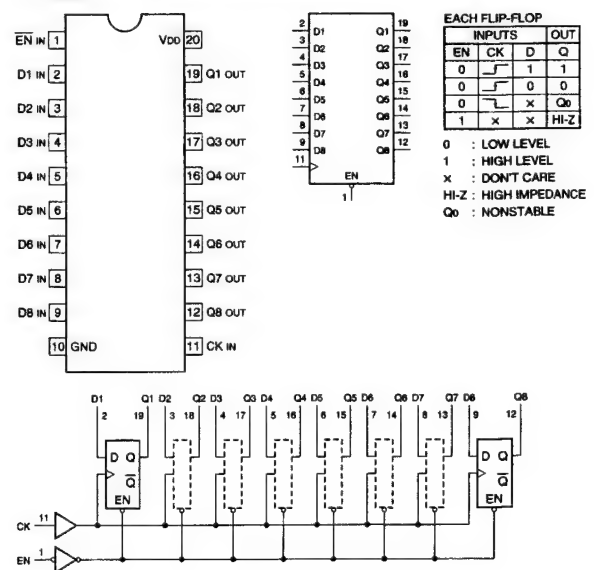 EN IN 1
VDD 20
D1 IN 2
19 Q1 OUT
D2 IN 3
18 Q2 OUT
D3 IN 4
17 Q3 OUT
D4 IN 5
16 Q4 OUT
D5 IN 6
15 Q5 OUT
D6 IN 7
14 Q6 OUT
D7 IN 8
13 Q7 OUT
D8 IN 9
12 Q8 OUT
10 GND
11 CK IN
2 D1 Q1 19
3 D2 Q2 18
4 D3 Q3 17
5 D4 Q4 16
6 D5 Q5 15
7 D6 Q6 14
8 D7 Q7 13
9 D8 Q8 12
11
EN
1
EACH FLIP-FLOP
INPUTS OUT
EN CK D Q
0 1 1
0 0 0
0 × Q0
1 × × HI-Z
0 : LOW LEVEL
1 : HIGH LEVEL
× : DON'T CARE
HI-Z : HIGH IMPEDANCE
Q0 : NONSTABLE
D1 Q1 D2 Q2 D3 Q3 D4 Q4 D5 Q5 D6 Q6 D7 Q7 D8 Q8
2 19 3 18 4 17 5 16 6 15 7 14 8 13 9 12
D Q
Q
EN
D Q
Q
EN
CK 11
EN 1